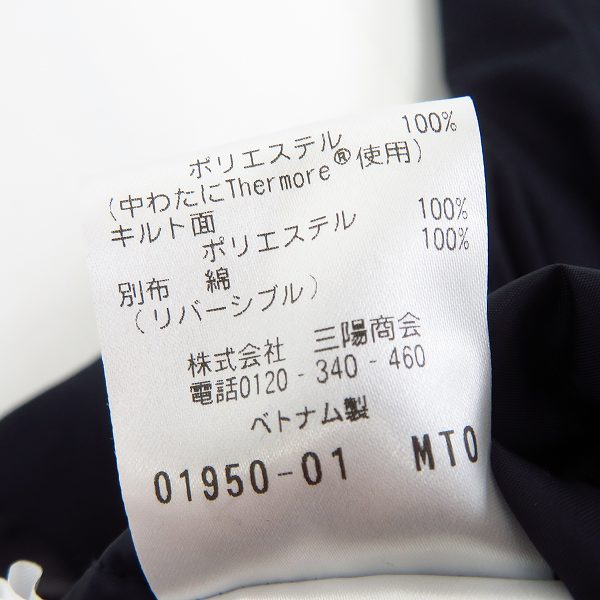 ポリエステル 100%
(中わたにThermore®使用)
キルト面
ポリエステル 100%
別布 綿 100%
(リバーシブル)
株式会社 三陽商会
電話0120-340-460
ベトナム製
01950-01 MTO